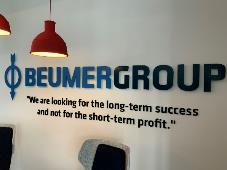 BEUMERGROUP
"We are looking for the long-term success
and not for the short-term profit."